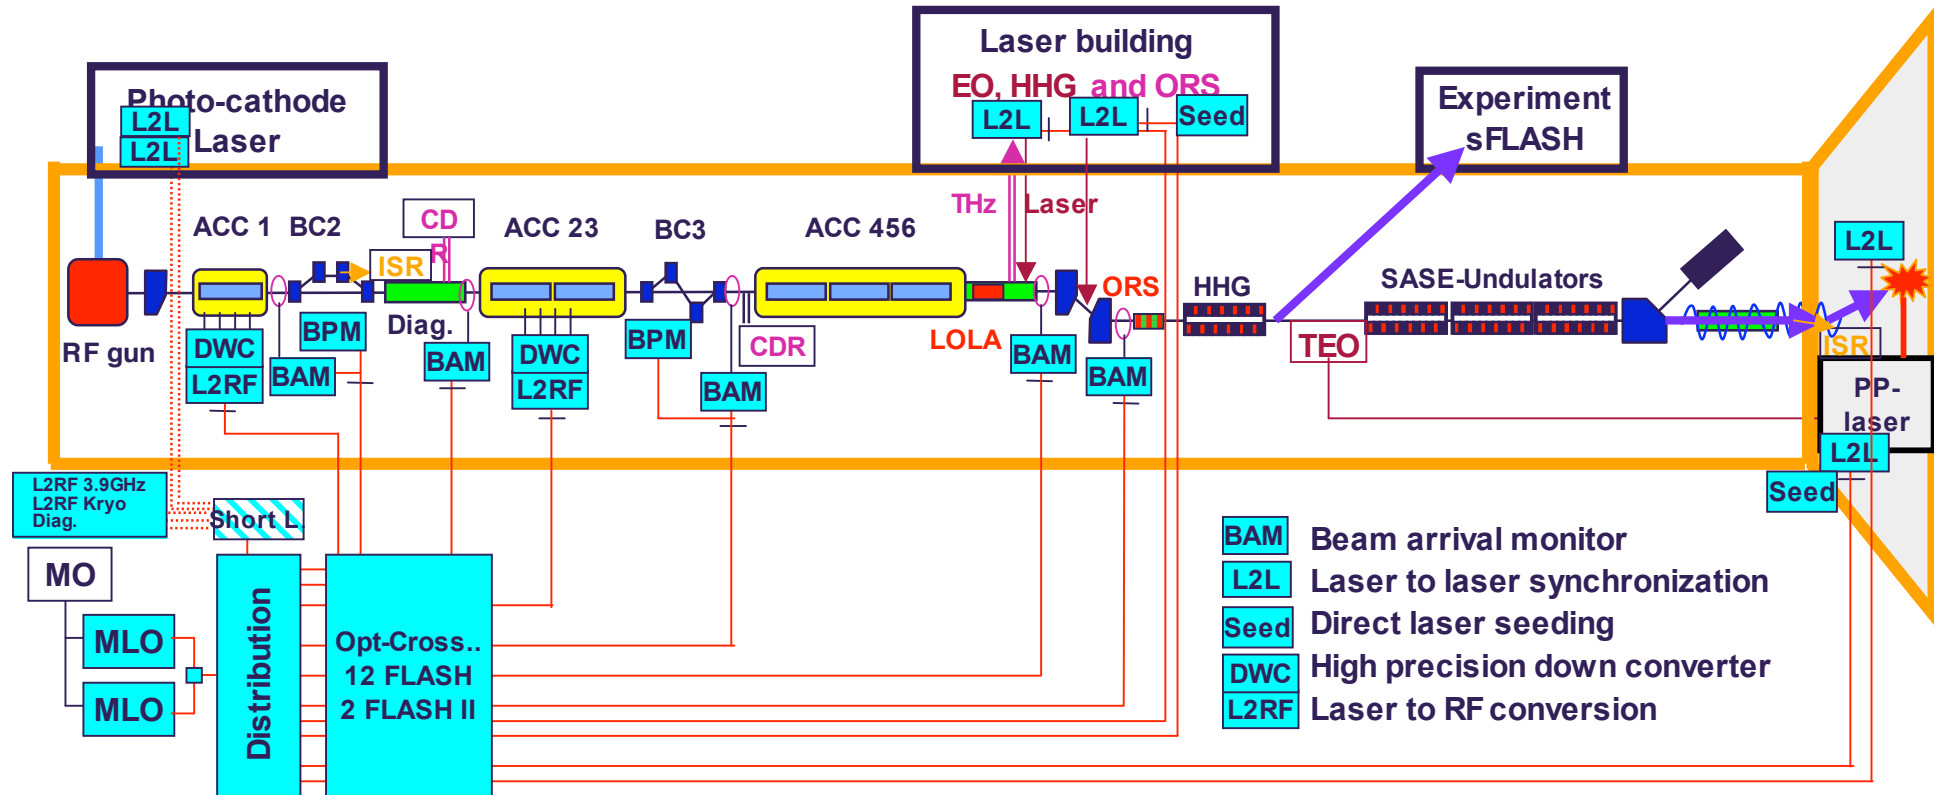 Laser building
EO, HHG and ORS
L2L
L2L
Seed
Photo-cathode
L2L
Laser
L2L
Experiment
sFLASH
THz
Laser
ACC 1
BC2
CD
R
ISR
ACC 23
BC3
ACC 456
L2L
RF gun
DWC
L2RF
BAM
BPM
Diag.
BAM
DWC
L2RF
BPM
CDR
BAM
LOLA
ORS
BAM
BAM
HHG
SASE-Undulators
TEO
ISR
PP-
laser
L2L
Seed
L2RF 3.9GHz
L2RF Kryo
Diag.
Short L.
MO
MLO
MLO
Distribution
Opt-Cross..
12 FLASH
2 FLASH II
BAM Beam arrival monitor
L2L Laser to laser synchronization
Seed Direct laser seeding
DWC High precision down converter
L2RF Laser to RF conversion